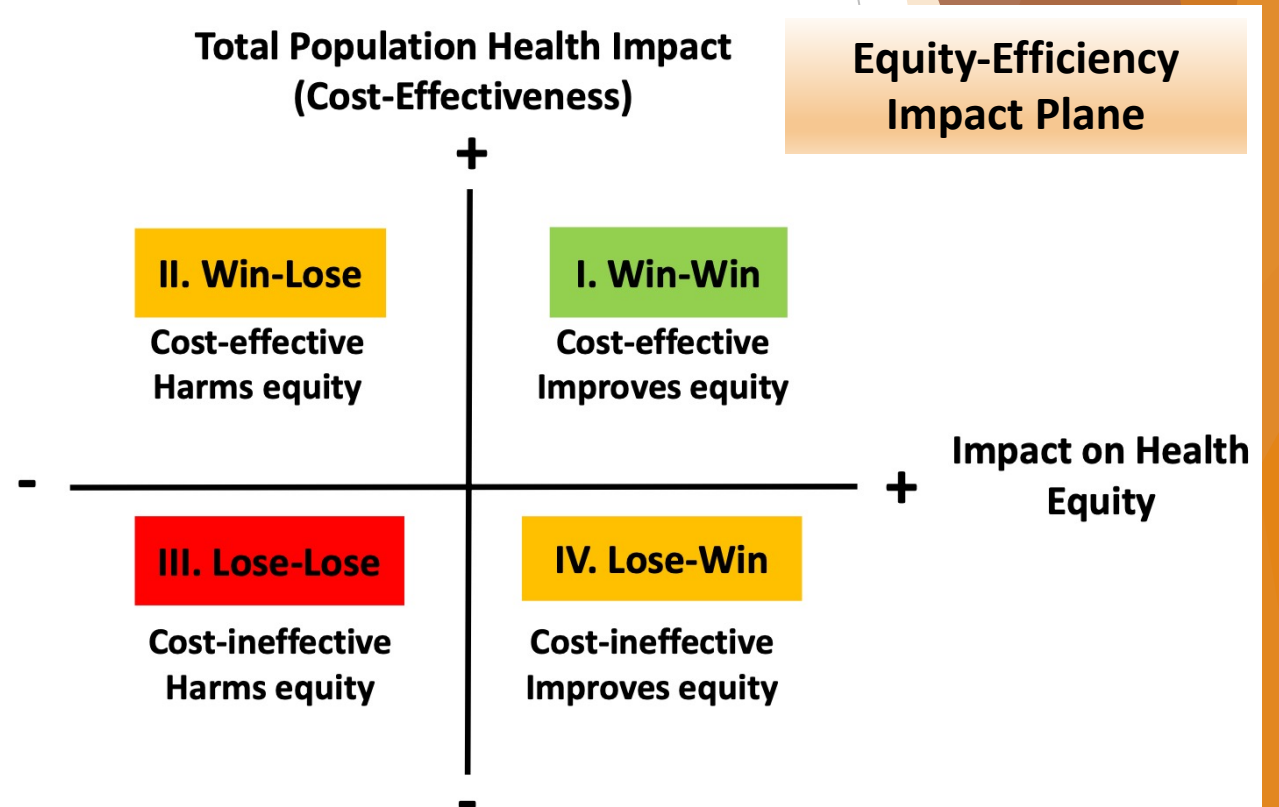 Total Population Health Impact
(Cost-Effectiveness)
Equity-Efficiency
Impact Plane
+
II. Win-Lose
Cost-effective
Harms equity
I. Win-Win
Cost-effective
Improves equity
-
+
Impact on Health
Equity
III. Lose-Lose
Cost-ineffective
Harms equity
IV. Lose-Win
Cost-ineffective
Improves equity
-